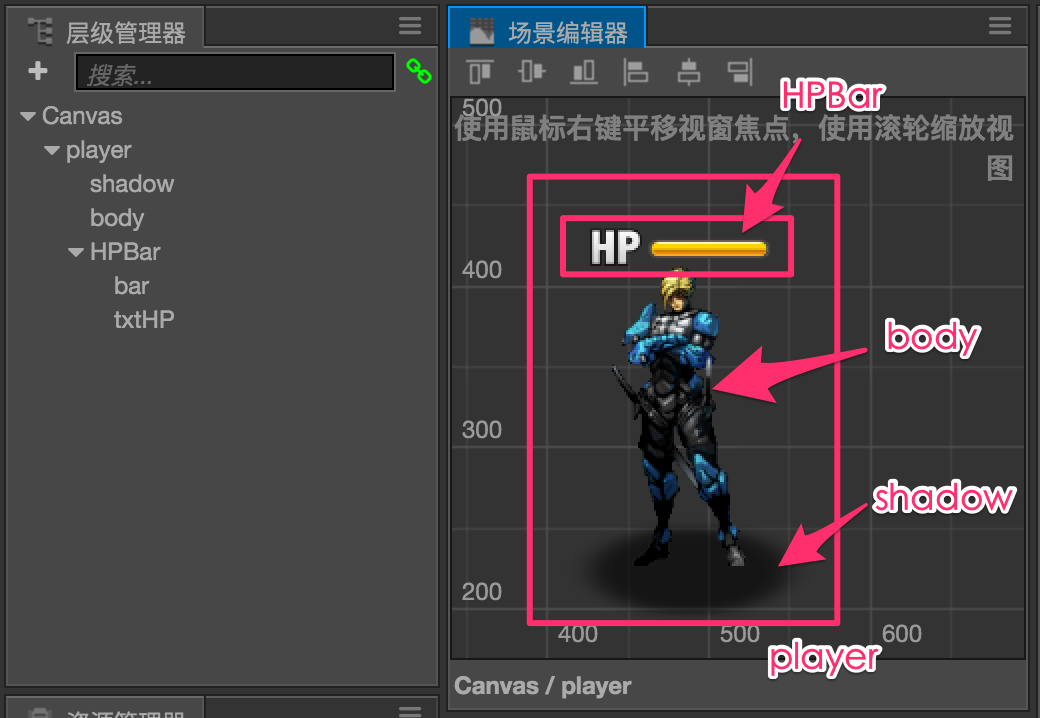 层级管理器
搜索...
Canvas
player
shadow
body
HPBar
bar
txtHP
场景编辑器
HPBar
500
使用鼠标右键平移视窗焦点，使用滚轮缩放视
图
HP
400
body
300
shadow
200
400 500 600
player
Canvas / player
资源管理器